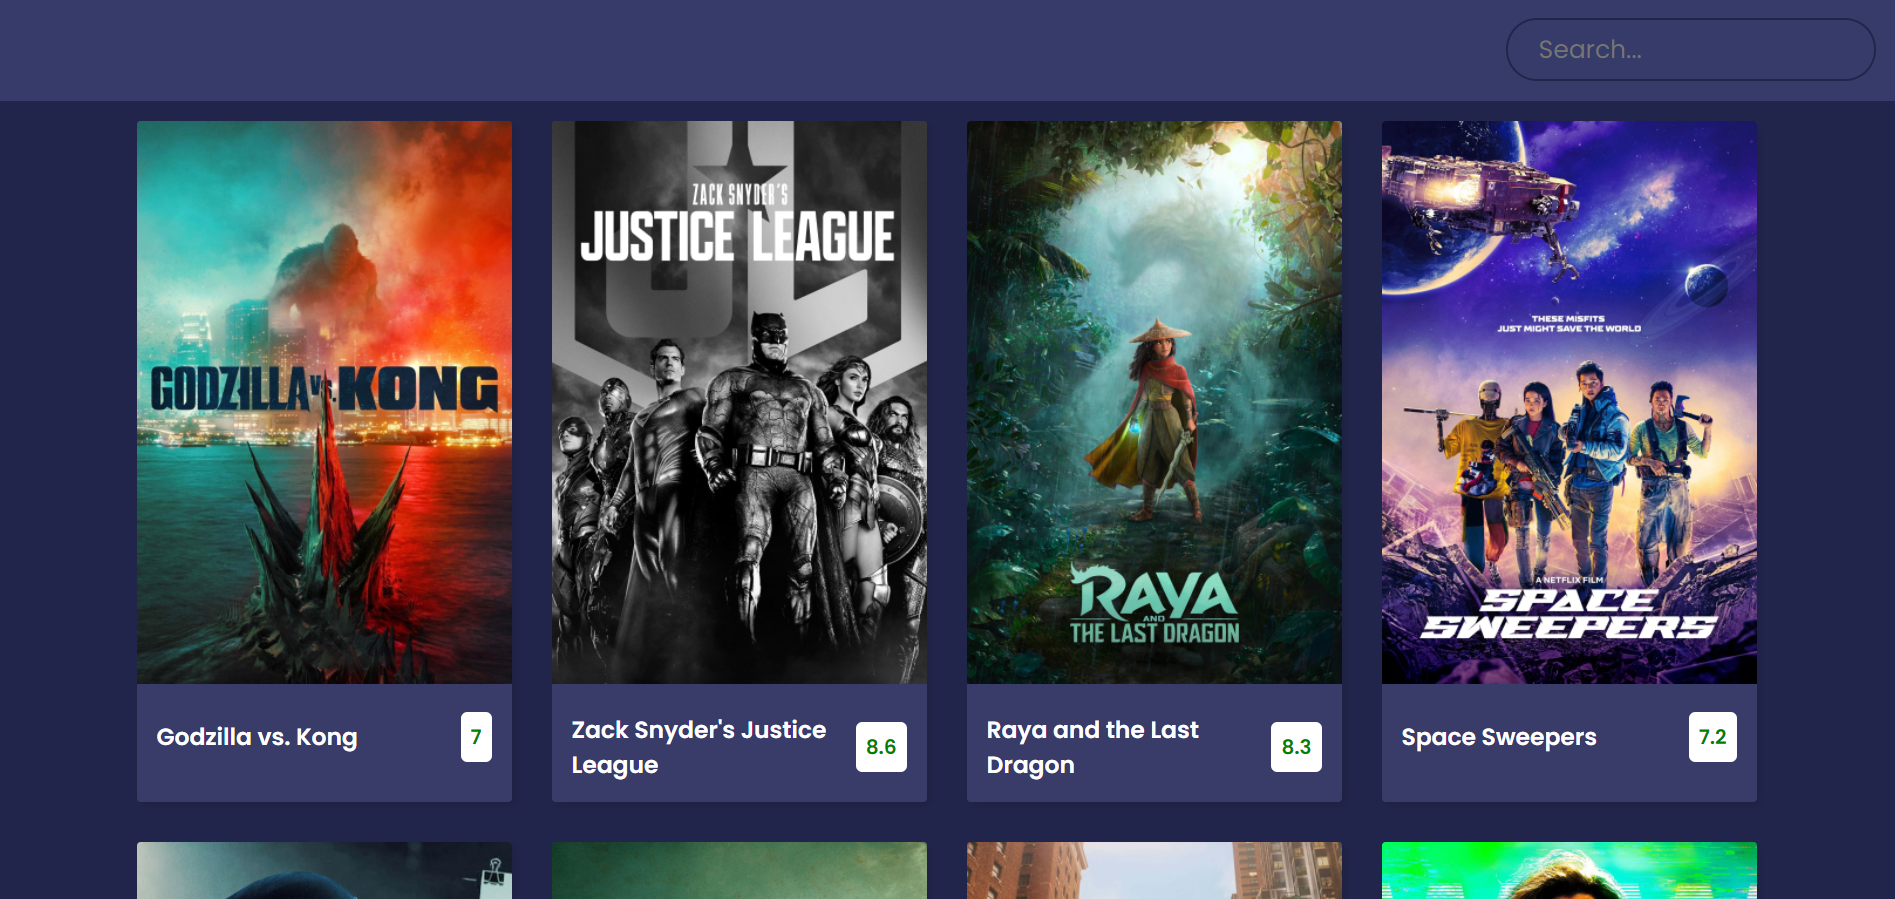 Search...
GODZILLA vs. KONG
ZACK SNYDER'S
JUSTICE LEAGUE
RAYA
AND
THE LAST DRAGON
THESE MISFITS
JUST MIGHT SAVE THE WORLD
A NETFLIX FILM
SPACE
SWEEPERS
Godzilla vs. Kong
7
Zack Snyder's Justice
League
8.6
Raya and the Last
Dragon
8.3
Space Sweepers
7.2